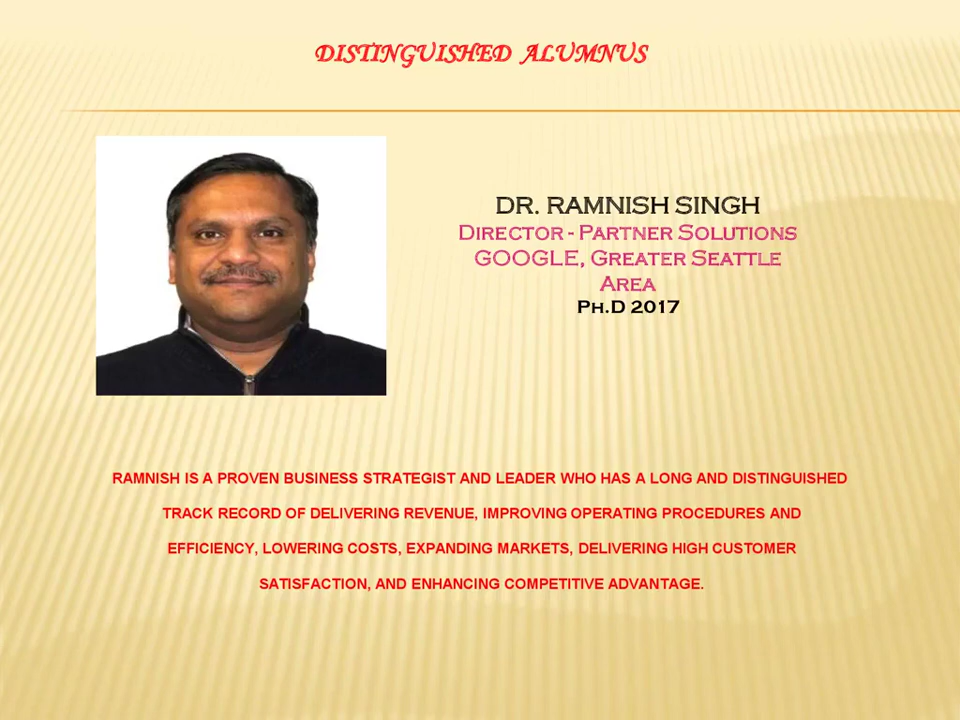 DISTINGUISHED ALUMNUS
DR. RAMNISH SINGH
DIRECTOR - PARTNER SOLUTIONS
GOOGLE, GREATER SEATTLE
AREA
PH.D 2017
RAMNISH IS A PROVEN BUSINESS STRATEGIST AND LEADER WHO HAS A LONG AND DISTINGUISHED
TRACK RECORD OF DELIVERING REVENUE, IMPROVING OPERATING PROCEDURES AND
EFFICIENCY, LOWERING COSTS, EXPANDING MARKETS, DELIVERING HIGH CUSTOMER
SATISFACTION, AND ENHANCING COMPETITIVE ADVANTAGE.